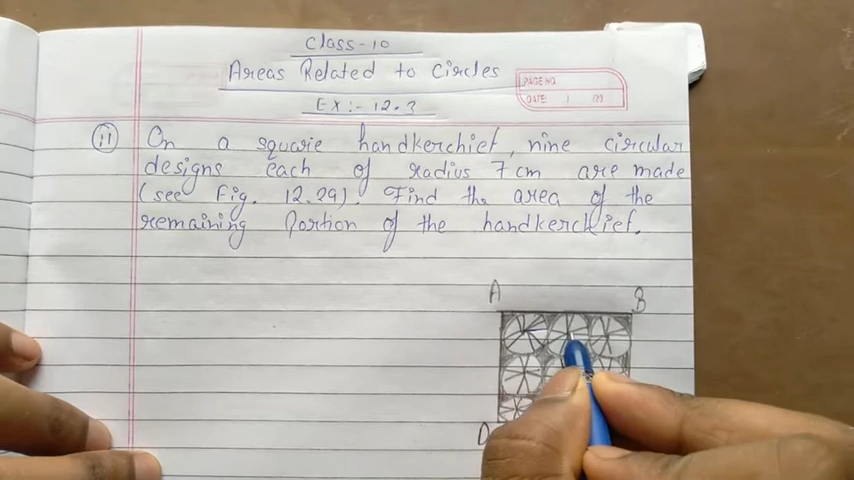 Class-10
Areas Related to Circles
PAGE NO.
DATE: / /
Ex:- 12.3
11 On a square handkerchief, nine circular
designs each of radius 7 cm are made
(see Fig. 12.29). Find the area of the
remaining Portion of the handkerchief.
A
B
D